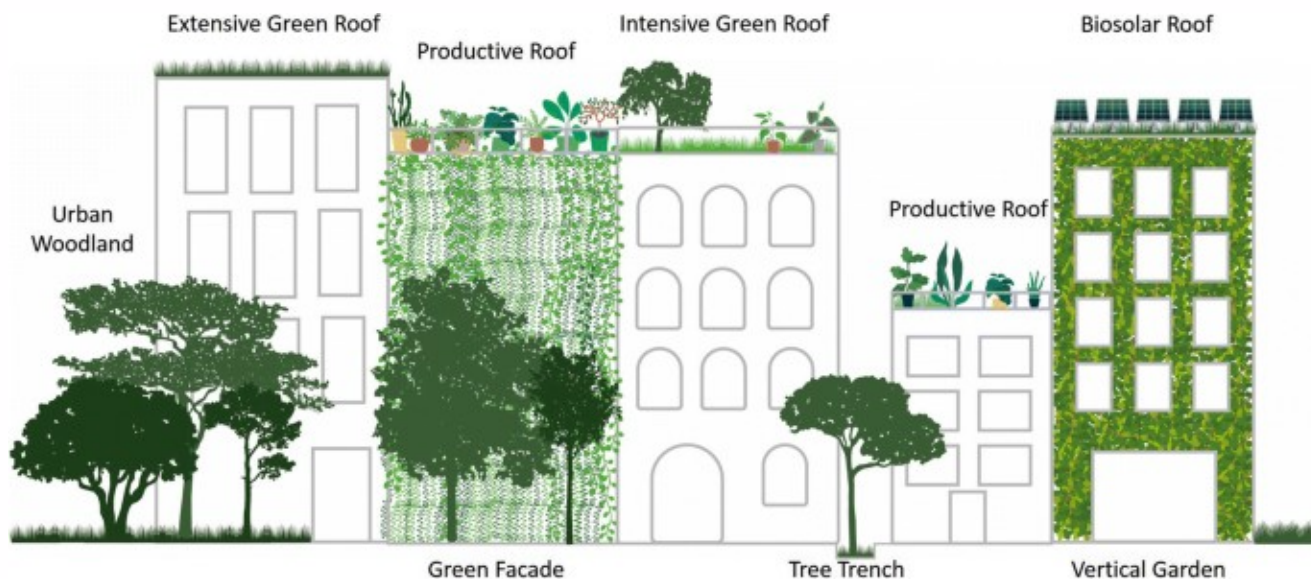 Extensive Green Roof
Productive Roof
Intensive Green Roof
Biosolar Roof
Urban
Woodland
Productive Roof
Green Facade
Tree Trench
Vertical Garden